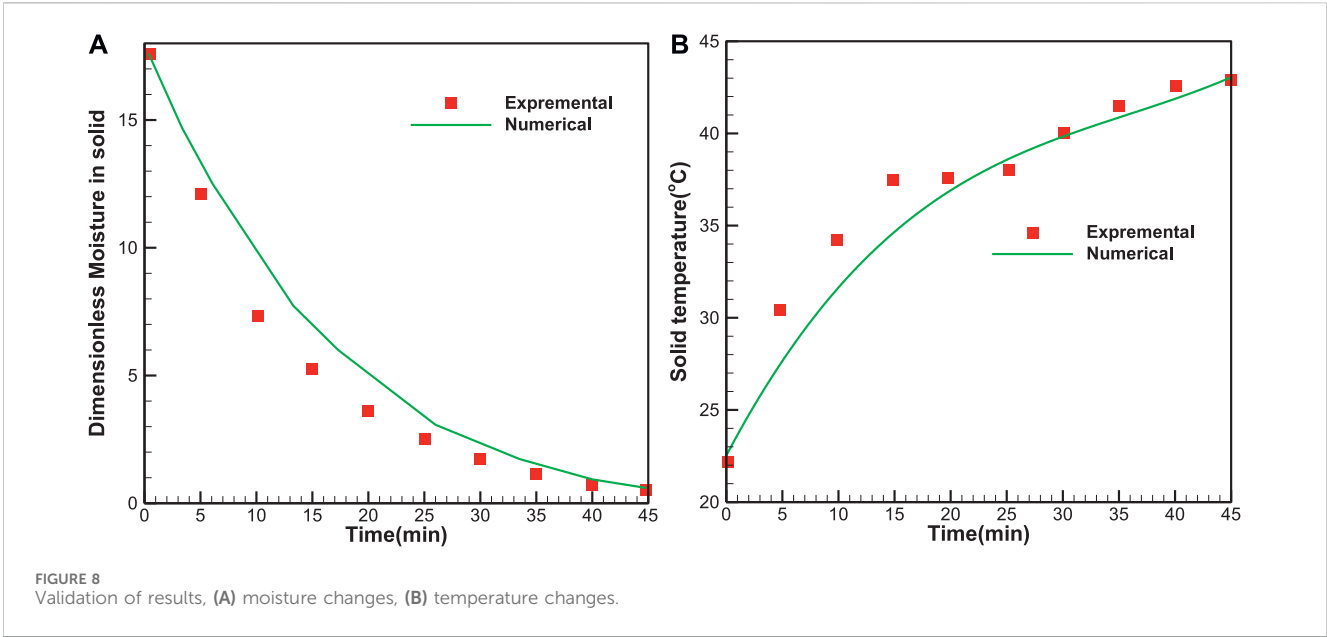 A
Dimensionless Moisture in solid
15
10
5
0
Expremental
Numerical
0 5 10 15 20 25 30 35 40 45
Time(min)
B
Solid temperature(°C)
45
40
35
30
25
20
Expremental
Numerical
0 5 10 15 20 25 30 35 40 45
Time(min)
FIGURE 8
Validation of results, (A) moisture changes, (B) temperature changes.